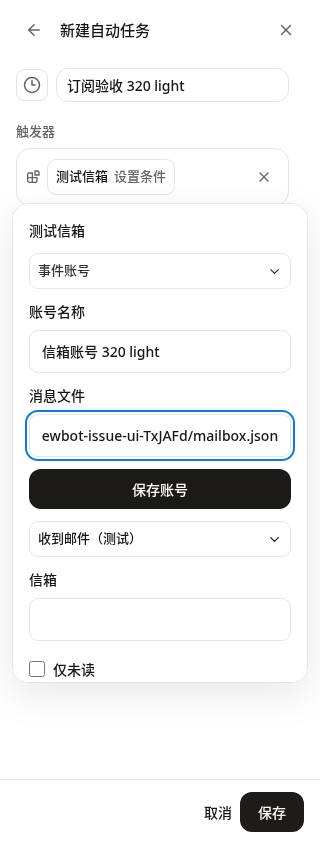 新建自动任务
订阅验收 320 light
触发器
测试信箱 设置条件
测试信箱
事件账号
账号名称
信箱账号 320 light
消息文件
ewbot-issue-ui-TxJAFd/mailbox.json
保存账号
收到邮件（测试）
信箱
仅未读
取消 保存